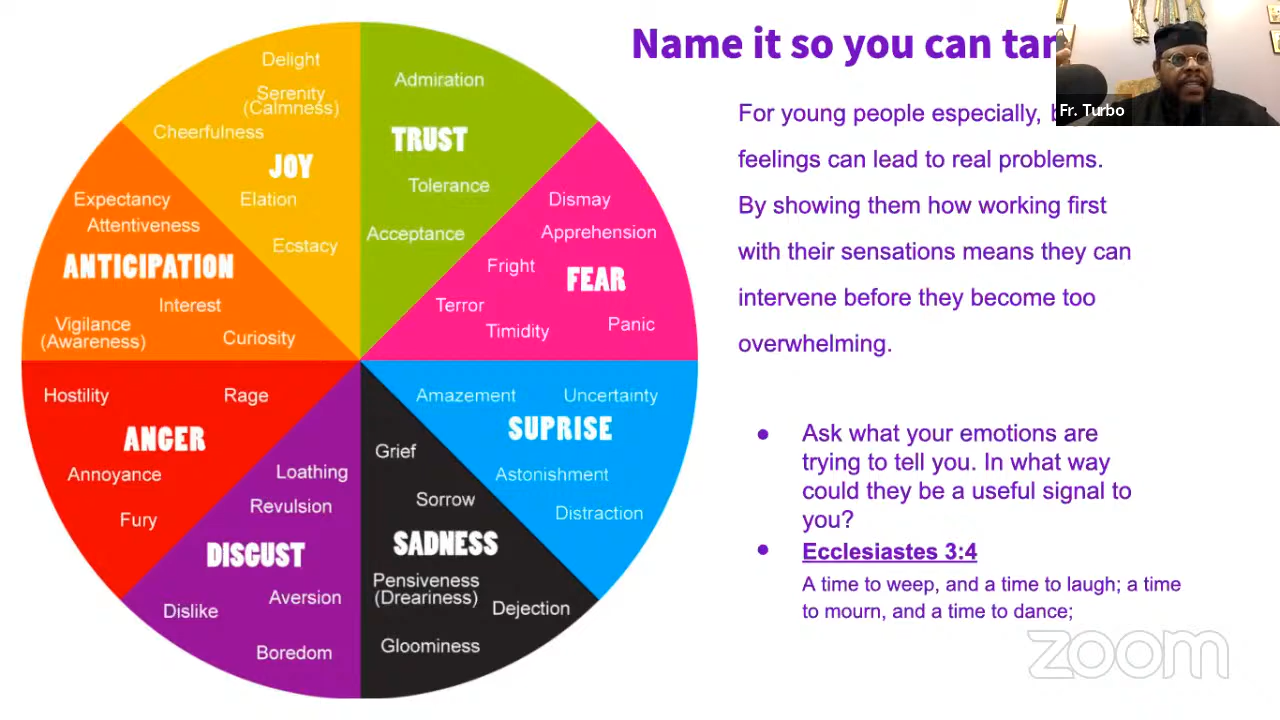 Name it so you can
Fr. Turbo
For young people especially,
feelings can lead to real problems.
By showing them how working first
with their sensations means they can
intervene before they become too
overwhelming.
Ask what your emotions are
trying to tell you. In what way
could they be a useful signal to
you?
Ecclesiastes 3:4
A time to weep, and a time to laugh; a time
to mourn, and a time to dance;
zoom
Delight
Serenity
(Calmness)
Cheerfulness
JOY
Elation
Ecstacy
Admiration
TRUST
Tolerance
Acceptance
Dismay
Apprehension
Fright
FEAR
Terror
Timidity
Panic
Amazement
Uncertainty
SUPRISE
Astonishment
Distraction
Grief
Sorrow
SADNESS
Pensiveness
(Dreariness)
Dejection
Gloominess
Loathing
Revulsion
DISGUST
Aversion
Dislike
Boredom
Hostility
Rage
ANGER
Annoyance
Fury
Expectancy
Attentiveness
ANTICIPATION
Interest
Vigilance
(Awareness)
Curiosity